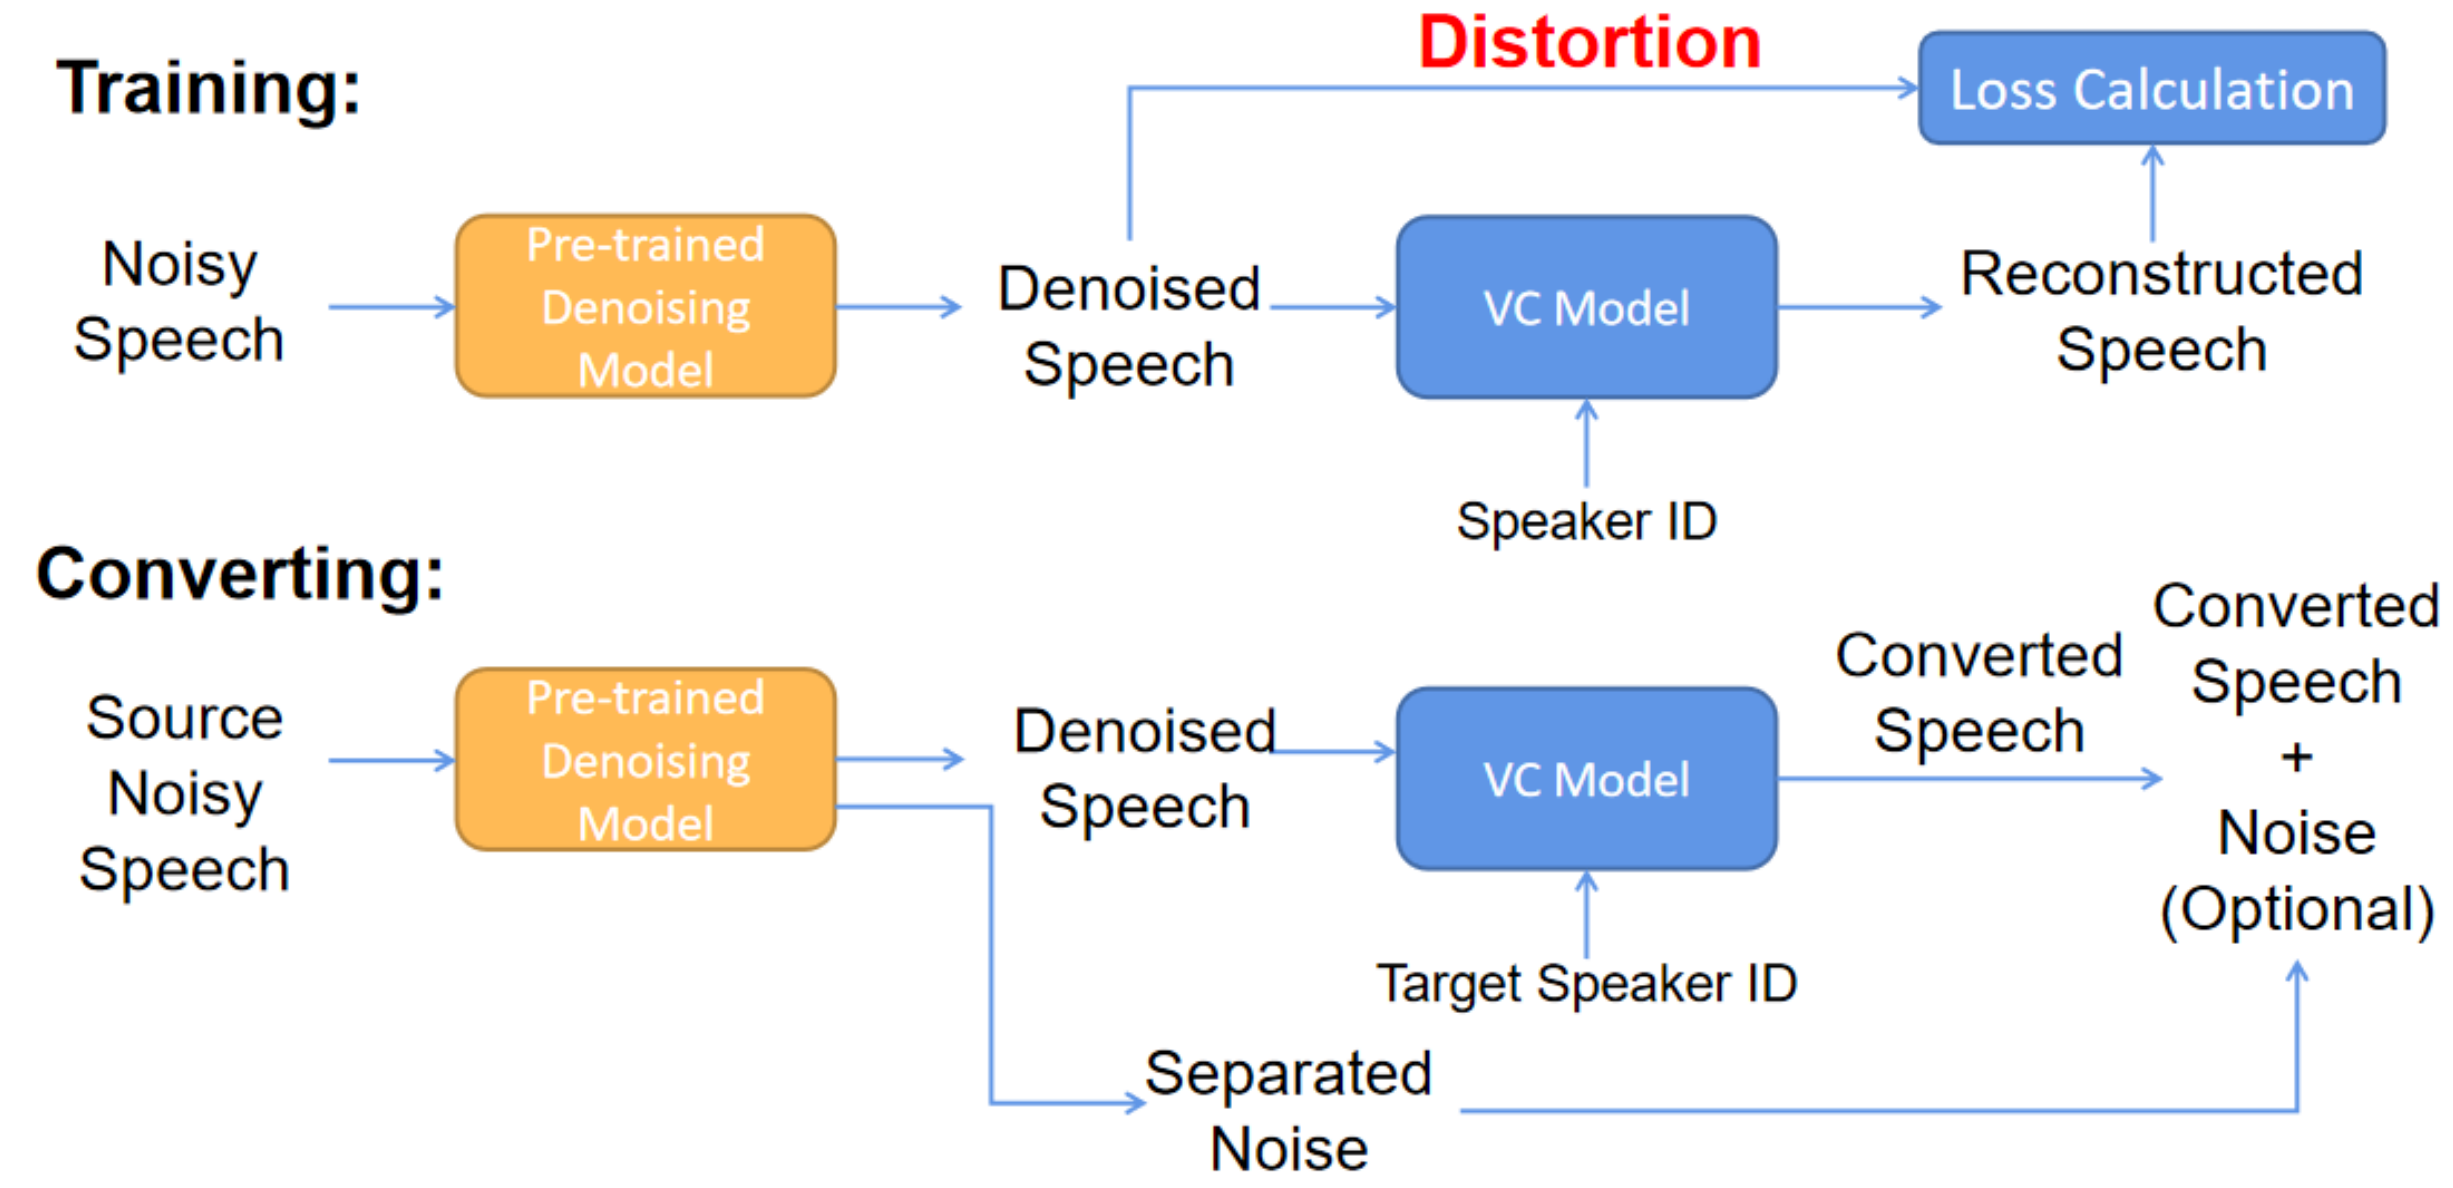 Distortion
Training:
Loss Calculation
Noisy
Speech
Pre-trained
Denoising
Model
Denoised
Speech
VC Model
Reconstructed
Speech
Speaker ID
Converting:
Source
Noisy
Speech
Pre-trained
Denoising
Model
Denoised
Speech
VC Model
Converted
Speech
Converted
Speech
+
Noise
(Optional)
Target Speaker ID
Separated
Noise